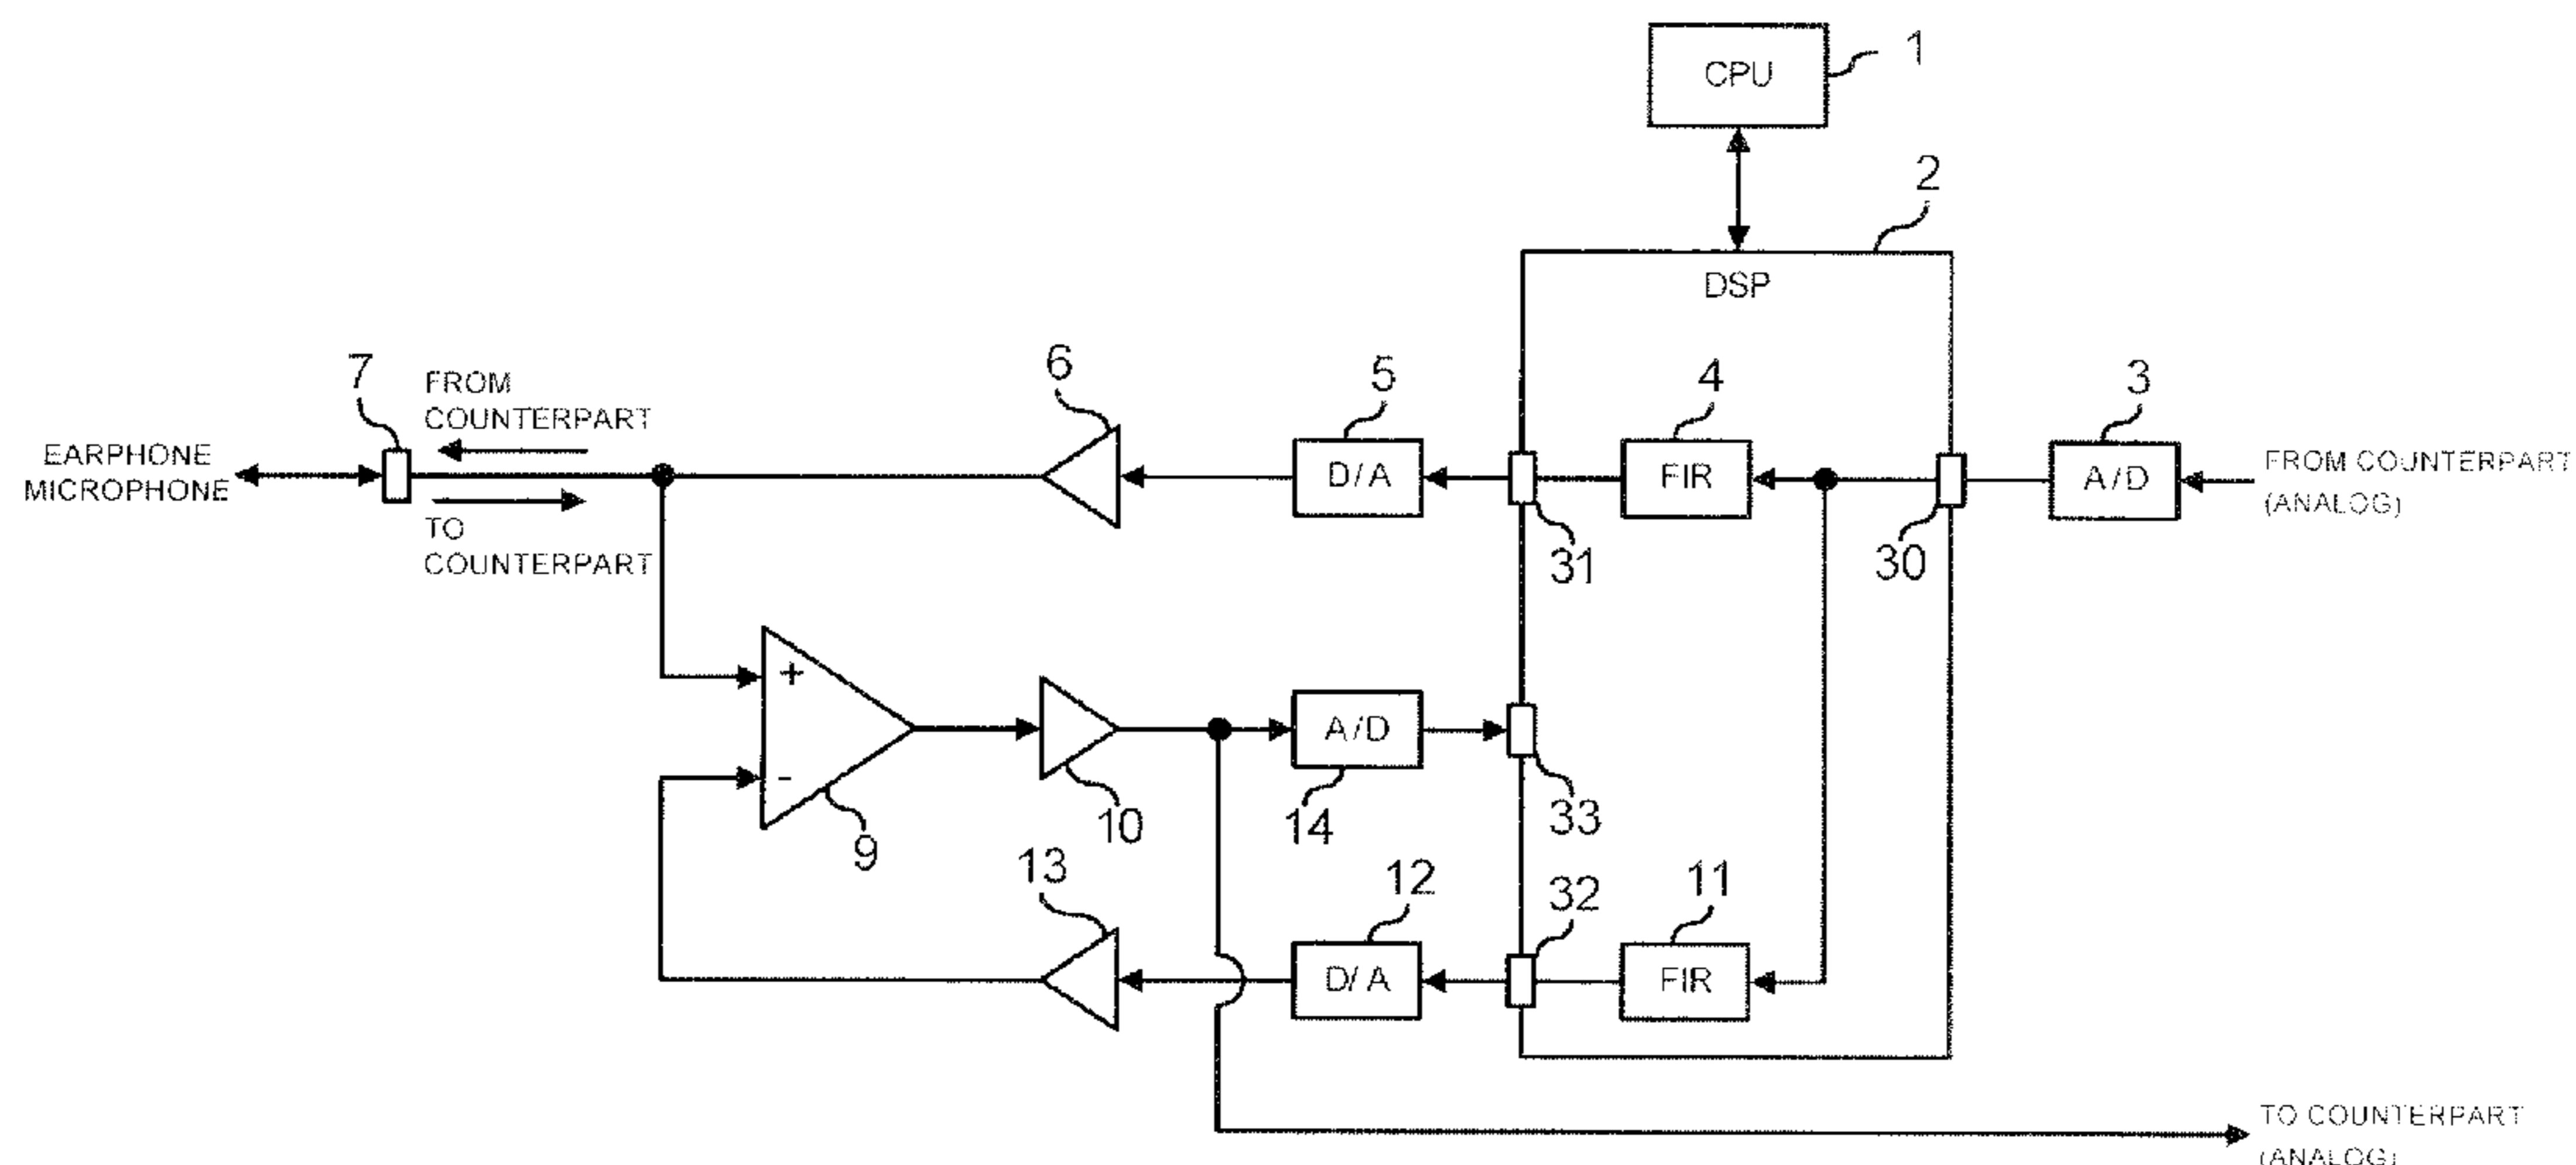 CPU
1
2
DSP
7
FROM
COUNTERPART
6
5
4
3
EARPHONE
MICROPHONE
D/A
FIR
A/D
FROM COUNTERPART
(ANALOG)
TO
COUNTERPART
31
30
+
-
A/D
9
10
14
33
13
12
32
11
D/A
FIR
TO COUNTERPART
(ANALOG)